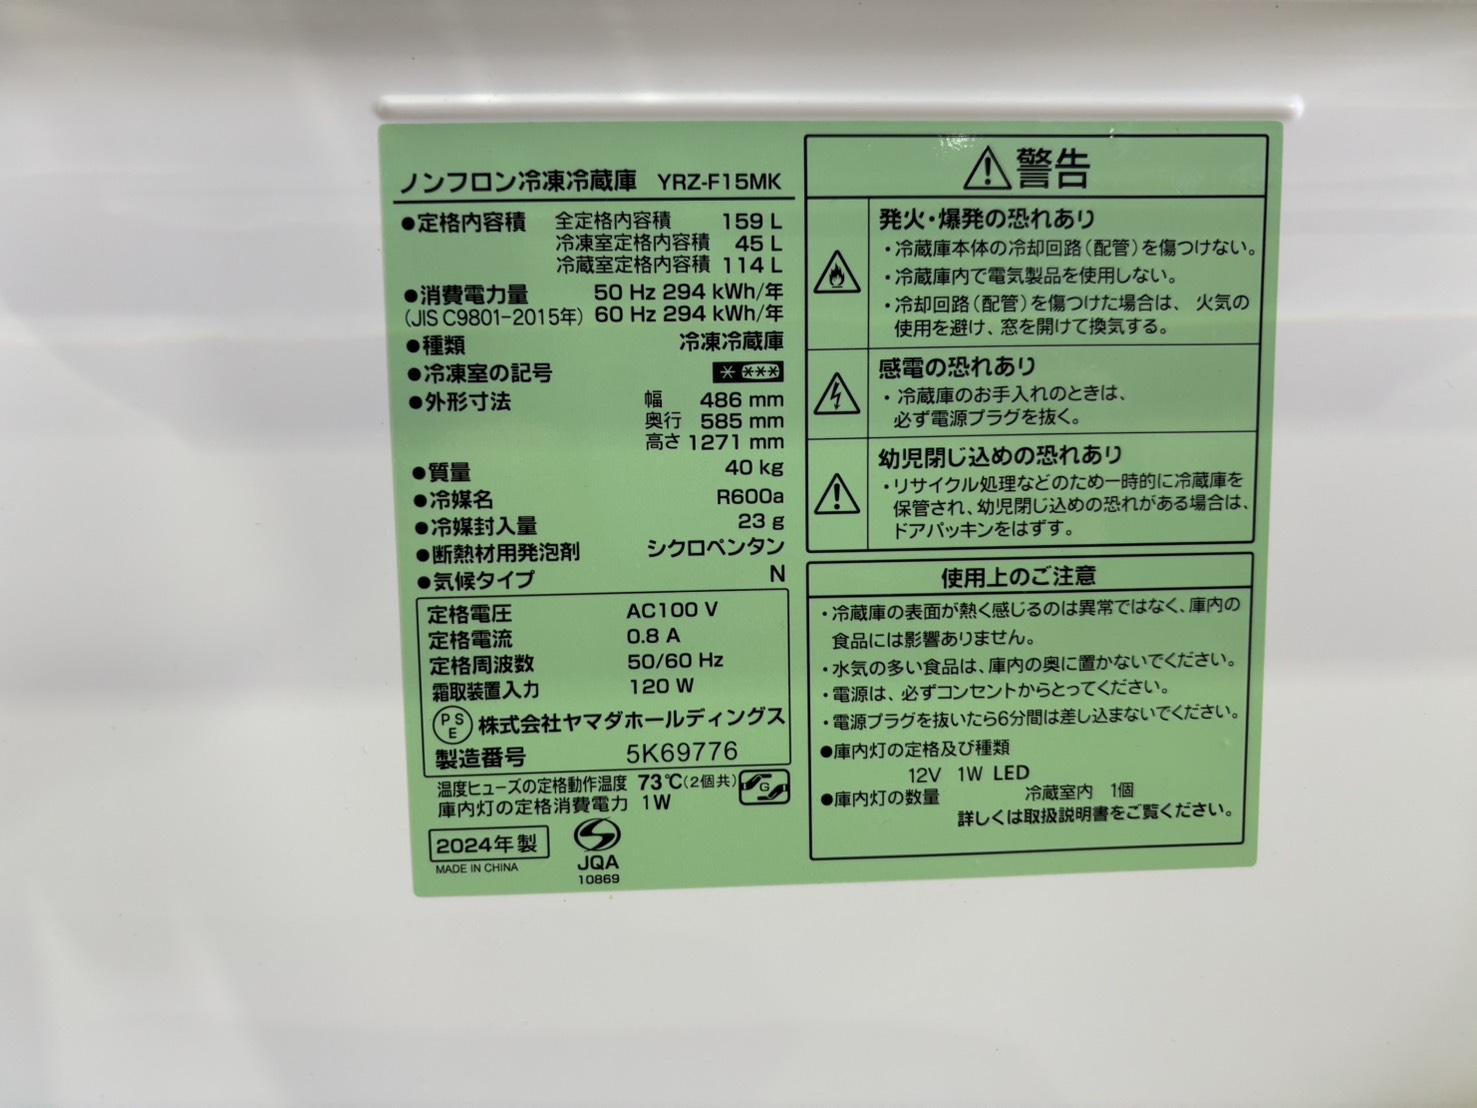 ノンフロン冷凍冷蔵庫 YRZ-F15MK
●定格内容積 全定格内容積 159 L
冷凍室定格内容積 45 L
冷蔵室定格内容積 114 L
●消費電力量 50 Hz 294 kWh/年
(JIS C9801-2015年) 60 Hz 294 kWh/年
●種類 冷凍冷蔵庫
●冷凍室の記号 * ***
●外形寸法 幅 486 mm
奥行 585 mm
高さ 1271 mm
●質量 40 kg
●冷媒名 R600a
●冷媒封入量 23 g
●断熱材用発泡剤 シクロペンタン
●気候タイプ N
定格電圧 AC100 V
定格電流 0.8 A
定格周波数 50/60 Hz
霜取装置入力 120 W
PSE 株式会社ヤマダホールディングス
製造番号 5K69776
温度ヒューズの定格動作温度 73℃(2個共)
G
庫内灯の定格消費電力 1W
2024年製
MADE IN CHINA
JQA
10869
警告
発火・爆発の恐れあり
・冷蔵庫本体の冷却回路(配管)を傷つけない。
・冷蔵庫内で電気製品を使用しない。
・冷却回路(配管)を傷つけた場合は、火気の
使用を避け、窓を開けて換気する。
感電の恐れあり
・冷蔵庫のお手入れのときは、
必ず電源プラグを抜く。
幼児閉じ込めの恐れあり
・リサイクル処理などのため一時的に冷蔵庫を
保管され、幼児閉じ込めの恐れがある場合は、
ドアパッキンをはずす。
使用上のご注意
・冷蔵庫の表面が熱く感じるのは異常ではなく、庫内の
食品には影響ありません。
・水気の多い食品は、庫内の奥に置かないでください。
・電源は、必ずコンセントからとってください。
・電源プラグを抜いたら6分間は差し込まないでください。
●庫内灯の定格及び種類
12V 1W LED
●庫内灯の数量 冷蔵室内 1個
詳しくは取扱説明書をご覧ください。